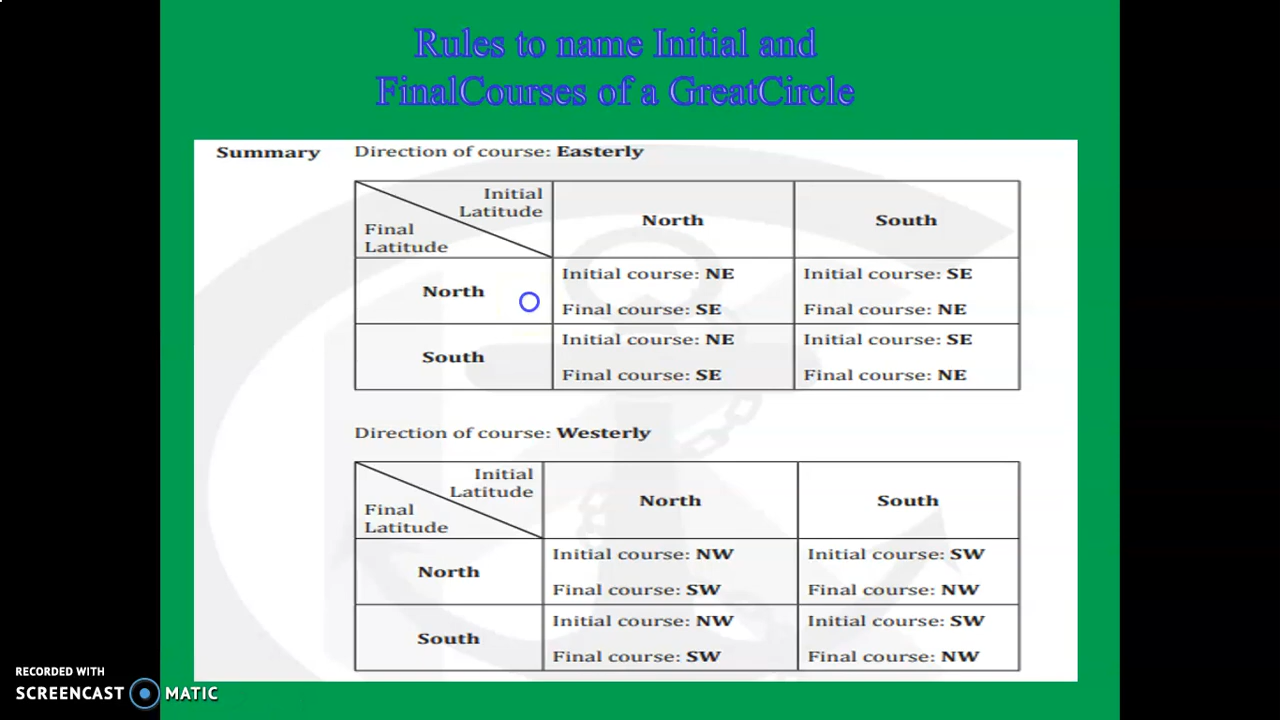 Rules to name Initial and
FinalCourses of a GreatCircle
Summary Direction of course: Easterly
Initial
Latitude
Final
Latitude
North South
North
Initial course: NE Initial course: SE
Final course: SE Final course: NE
South
Initial course: NE Initial course: SE
Final course: SE Final course: NE
Direction of course: Westerly
Initial
Latitude
Final
Latitude
North South
North
Initial course: NW Initial course: SW
Final course: SW Final course: NW
South
Initial course: NW Initial course: SW
Final course: SW Final course: NW
RECORDED WITH
SCREENCAST MATIC